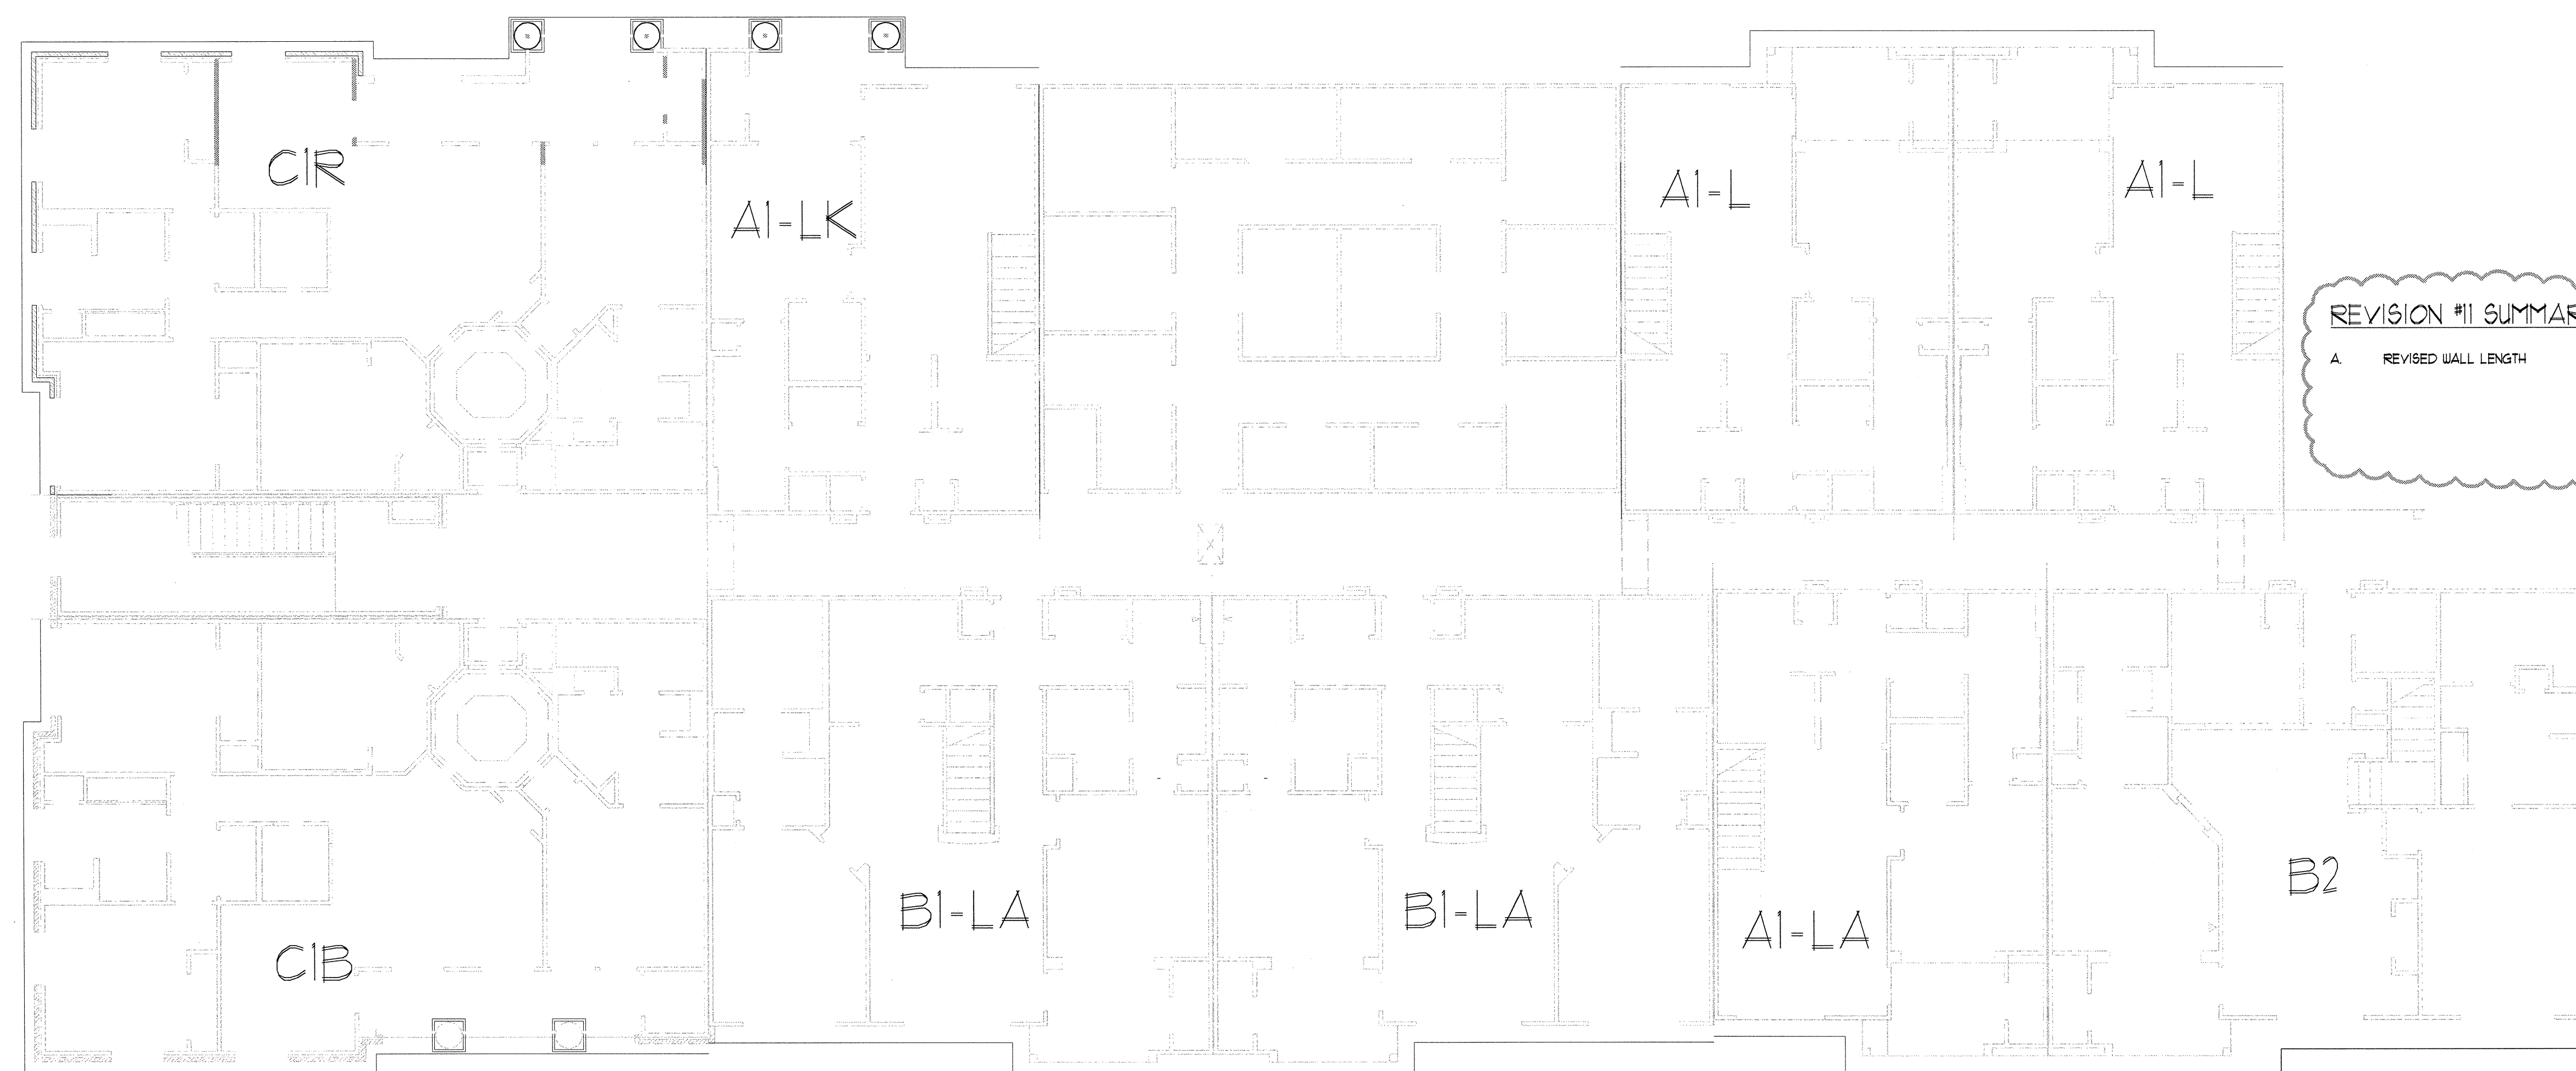 C1R
A1-LK
A1-L
A1-L
REVISION #11 SUMMAR
A. REVISED WALL LENGTH
B1-LA
B1-LA
A1-LA
B2
C1B